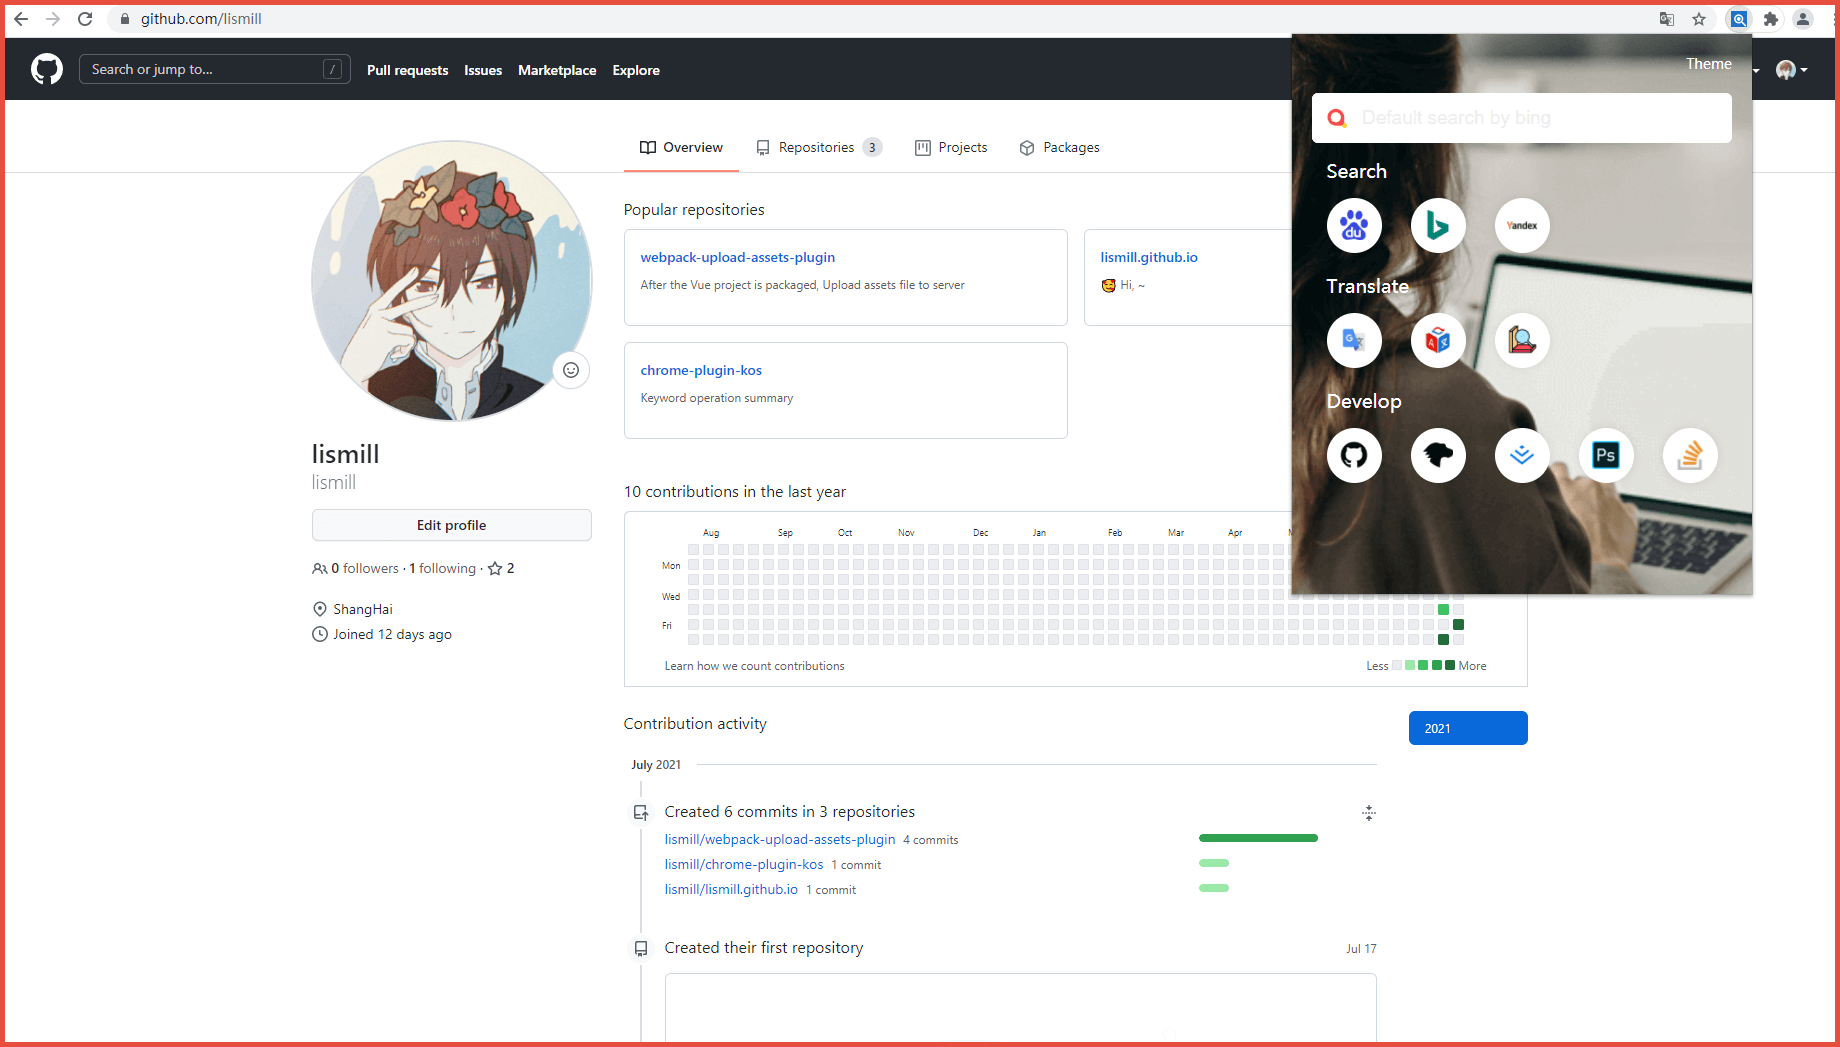 github.com/lismill
Search or jump to...
/
Pull requests
Issues
Marketplace
Explore
Theme
Default search by bing
Overview
Repositories 3
Projects
Packages
Search
du
Yandex
Translate
Develop
Ps
Popular repositories
webpack-upload-assets-plugin
After the Vue project is packaged, Upload assets file to server
lismill.github.io
🥰 Hi, ~
chrome-plugin-kos
Keyword operation summary
lismill
lismill
Edit profile
0 followers · 1 following · 2
ShangHai
Joined 12 days ago
10 contributions in the last year
Aug Sep Oct Nov Dec Jan Feb Mar Apr
Mon
Wed
Fri
Learn how we count contributions
Less More
Contribution activity
2021
July 2021
Created 6 commits in 3 repositories
lismill/webpack-upload-assets-plugin 4 commits
lismill/chrome-plugin-kos 1 commit
lismill/lismill.github.io 1 commit
Created their first repository
Jul 17